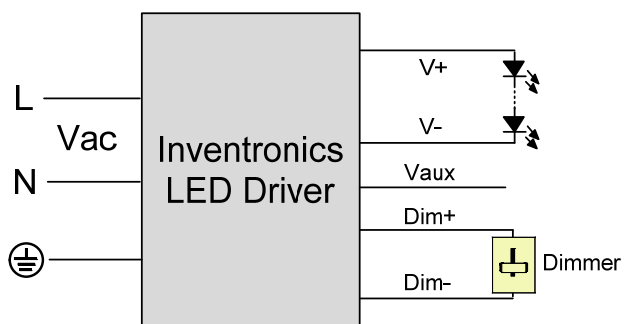 L
Vac
N
Inventronics
LED Driver
V+
V-
Vaux
Dim+
Dim-
Dimmer